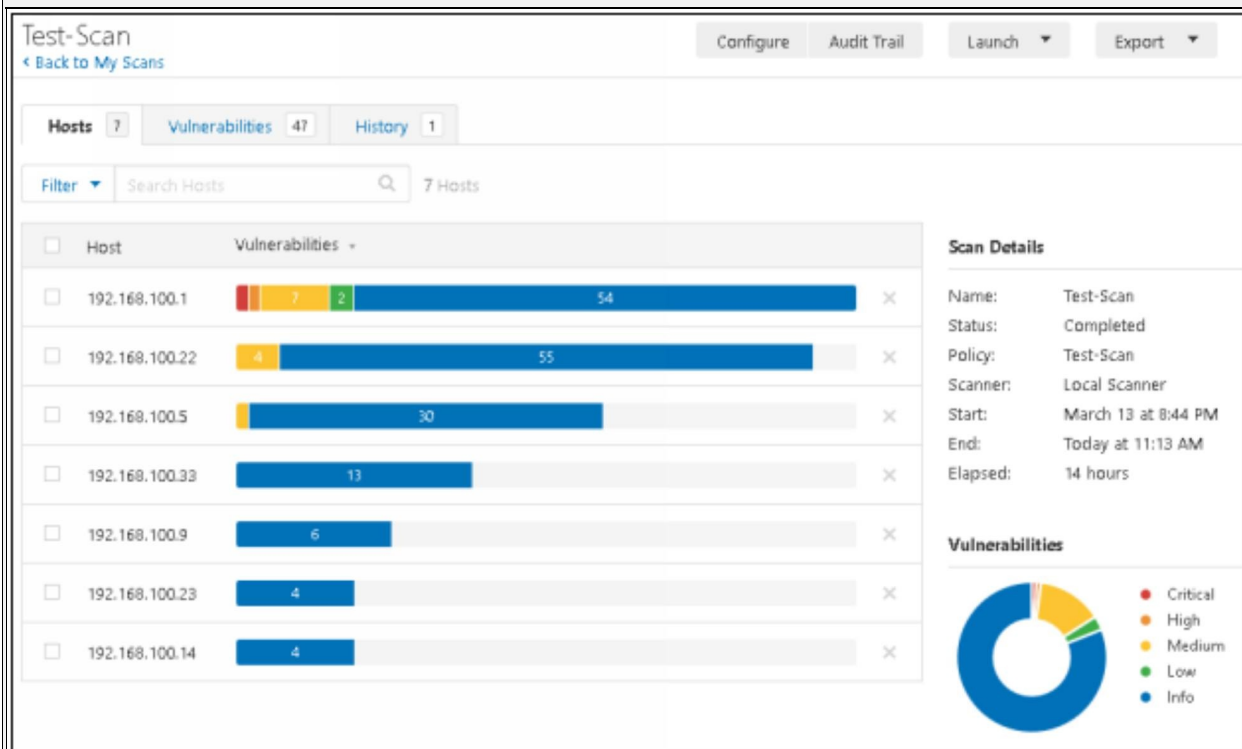 Test-Scan
Configure Audit Trail Launch Export
Back to My Scans
Hosts 7 Vulnerabilities 47 History 1
Filter Search Hosts 7 Hosts
Host Vulnerabilities
192.168.100.1 7 2 54
192.168.100.22 4 55
192.168.100.5 30
192.168.100.33 13
192.168.100.9 6
192.168.100.23 4
192.168.100.14 4
Scan Details
Name: Test-Scan
Status: Completed
Policy: Test-Scan
Scanner: Local Scanner
Start: March 13 at 8:44 PM
End: Today at 11:13 AM
Elapsed: 14 hours
Vulnerabilities
Critical
High
Medium
Low
Info